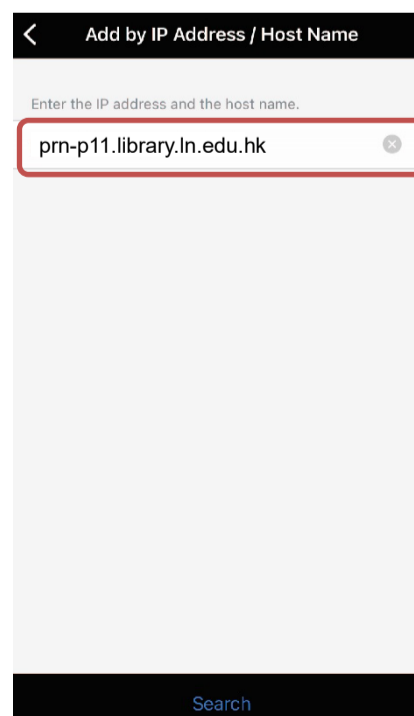 Add by IP Address / Host Name
Enter the IP address and the host name.
prn-p11.library.ln.edu.hk
Search